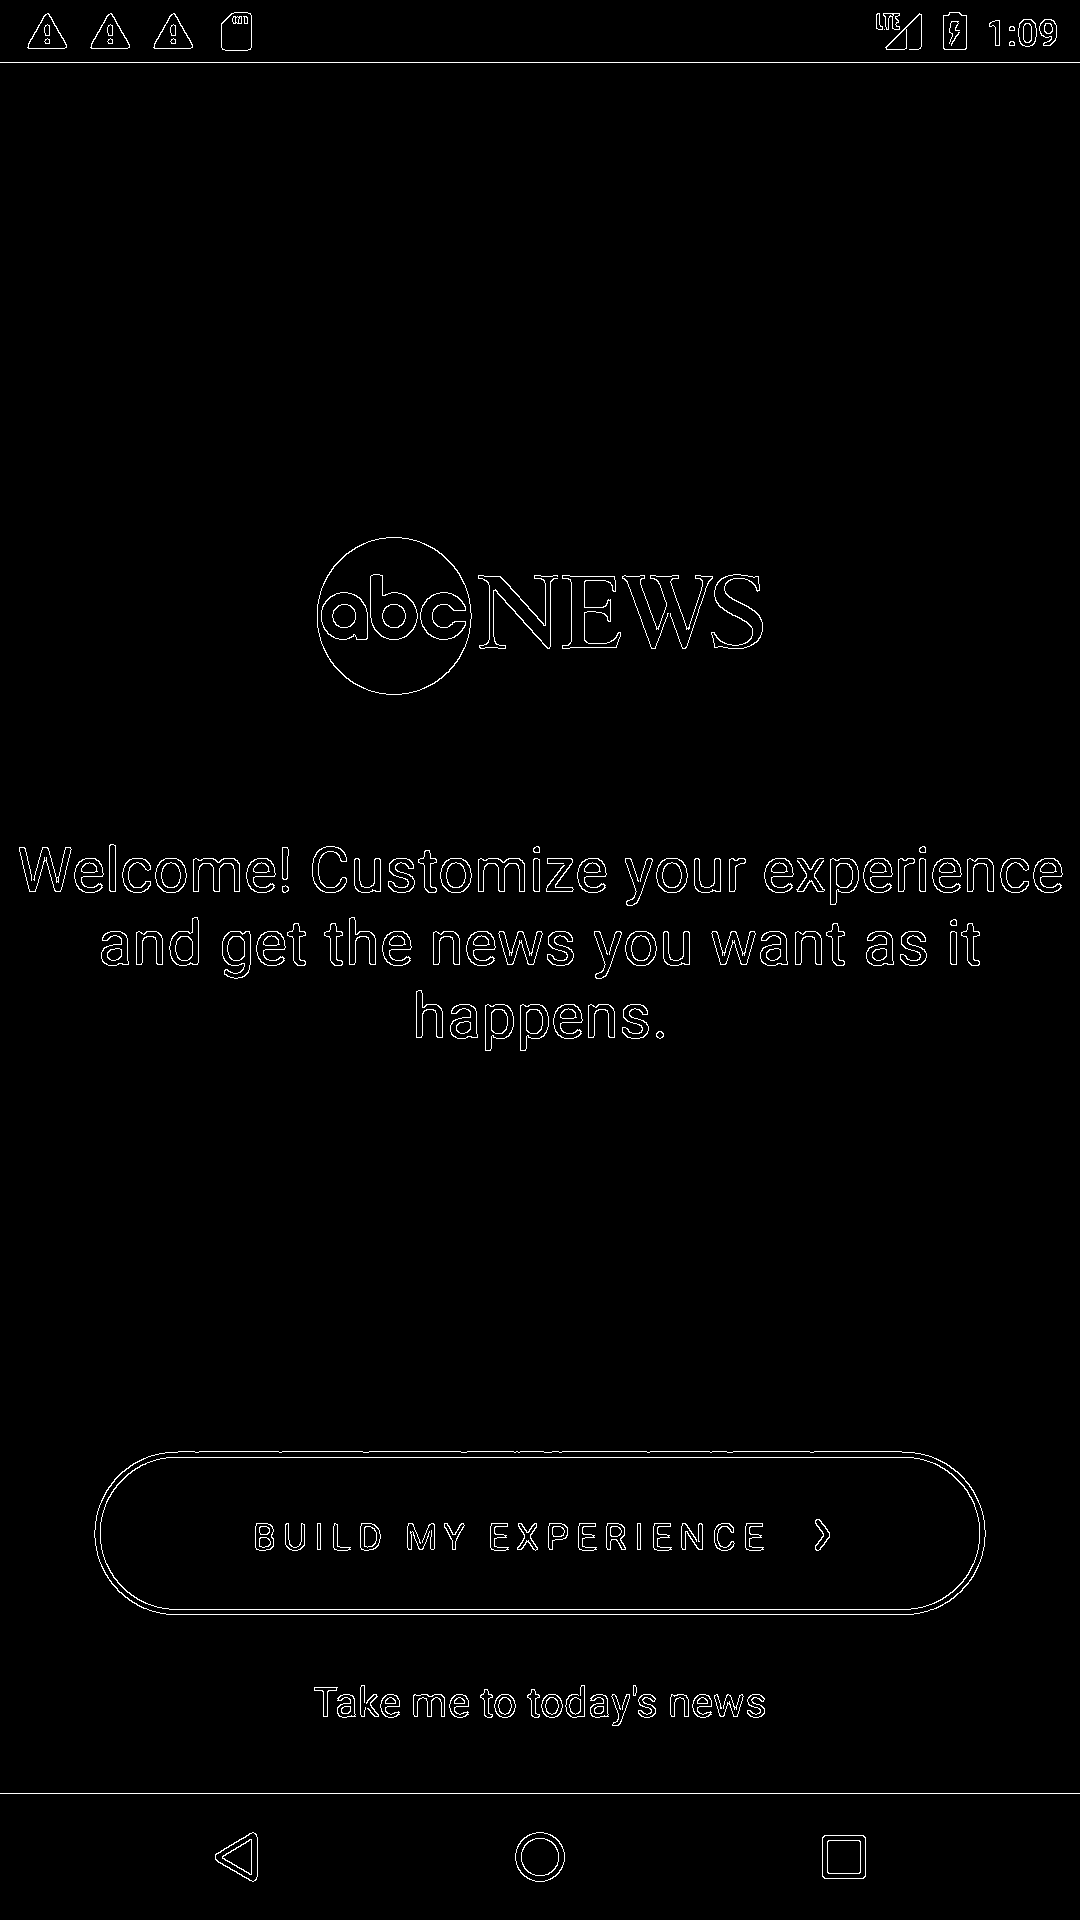 LTE 1:09
abc NEWS
Welcome! Customize your experience
and get the news you want as it
happens.
BUILD MY EXPERIENCE
Take me to today's news